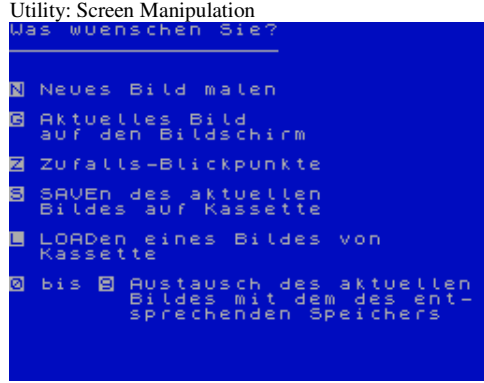 Utility: Screen Manipulation
Was wuenschen Sie?
N Neues Bild malen
G Aktuelles Bild
auf den Bildschirm
Z Zufalls-Blickpunkte
S SAVEn des aktuellen
Bildes auf Kassette
L LOADen eines Bildes von
Kassette
0 bis 9 Austausch des aktuellen
Bildes mit dem des ent-
sprechenden Speichers